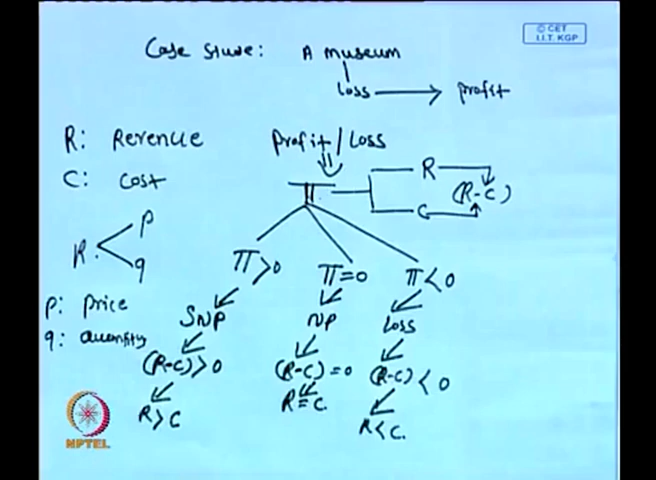 © CET
I.I.T. KGP
Case Stuve: A museum
Loss → profit
R: Revenue
Profit/Loss
C: Cost
R
(R-C)
C
R < p
q
π
π>0 π=0 π<0
p: price
q: quantity
SNP NP Loss
(R-C)>0 (R-C)=0 (R-C)<0
R>C R=C. R<C.
NPTEL